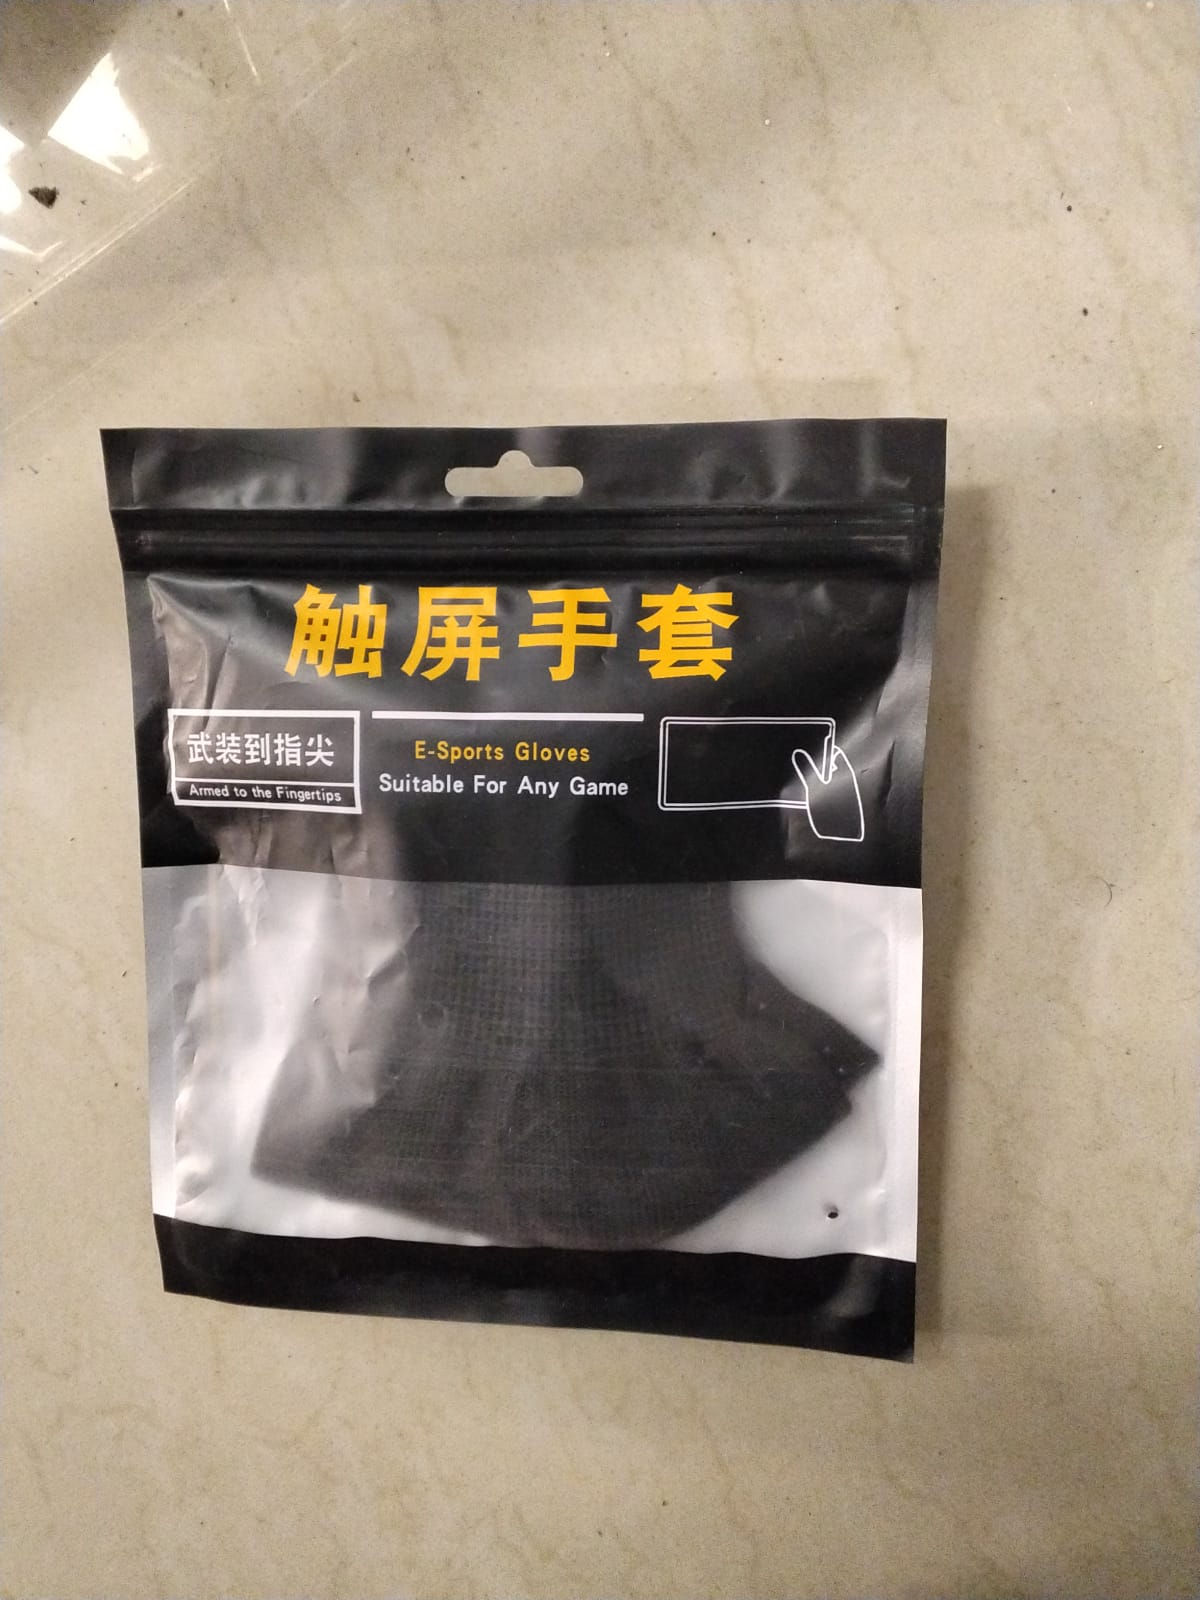 触屏手套
武装到指尖
Armed to the Fingertips
E-Sports Gloves
Suitable For Any Game